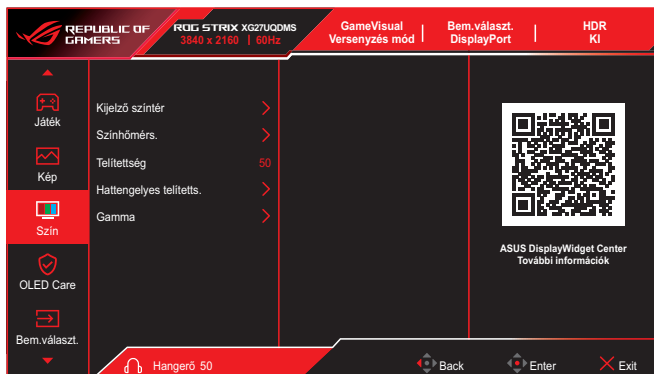 REPUBLIC OF
GAMERS
ROG STRIX XG27UQDMS
3840 x 2160 | 60Hz
GameVisual
Versenyzés mód
Bem.választ.
DisplayPort
HDR
KI
Játék
Kép
Szín
OLED Care
Bem.választ.
Kijelző színtér
Színhőmérs.
Telítettség 50
Hattengelyes telítetts.
Gamma
ASUS DisplayWidget Center
További információk
Hangerő 50
Back
Enter
Exit